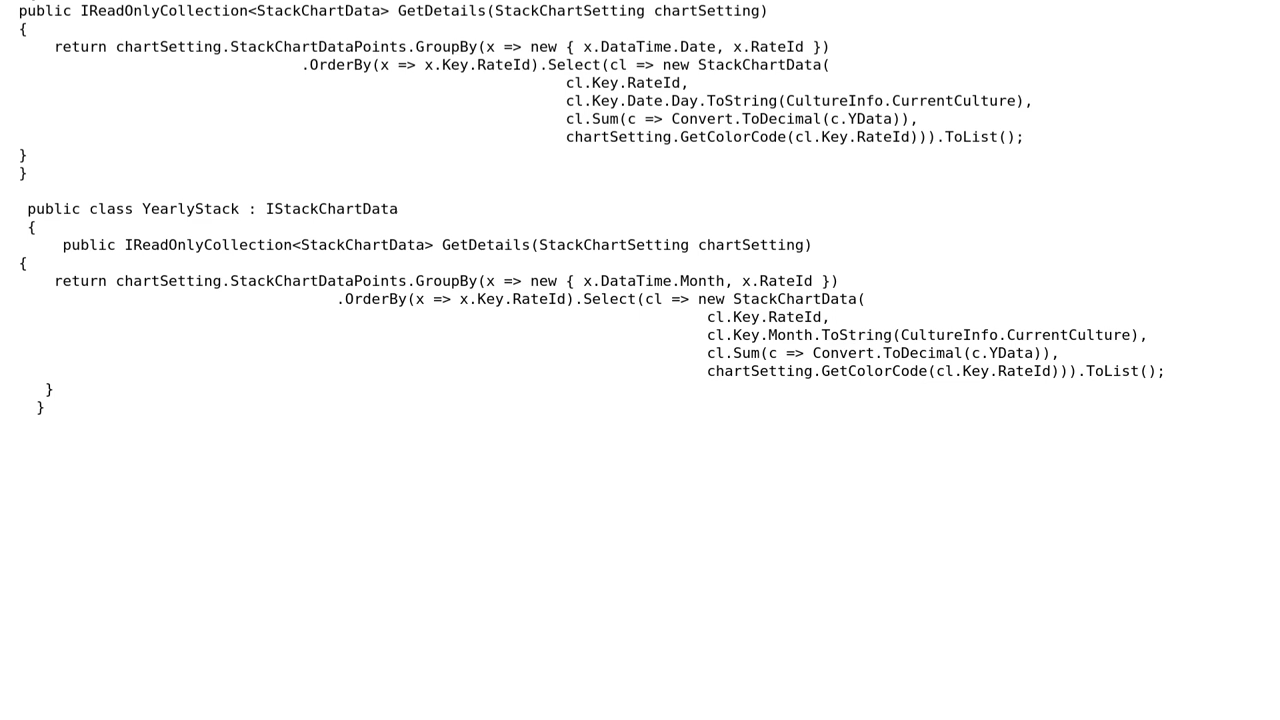 public IReadOnlyCollection<StackChartData> GetDetails(StackChartSetting chartSetting)
{
return chartSetting.StackChartDataPoints.GroupBy(x => new { x.DataTime.Date, x.RateId })
.OrderBy(x => x.Key.RateId).Select(cl => new StackChartData(
cl.Key.RateId,
cl.Key.Date.Day.ToString(CultureInfo.CurrentCulture),
cl.Sum(c => Convert.ToDecimal(c.YData)),
chartSetting.GetColorCode(cl.Key.RateId))).ToList();
}
}
public class YearlyStack : IStackChartData
{
public IReadOnlyCollection<StackChartData> GetDetails(StackChartSetting chartSetting)
{
return chartSetting.StackChartDataPoints.GroupBy(x => new { x.DataTime.Month, x.RateId })
.OrderBy(x => x.Key.RateId).Select(cl => new StackChartData(
cl.Key.RateId,
cl.Key.Month.ToString(CultureInfo.CurrentCulture),
cl.Sum(c => Convert.ToDecimal(c.YData)),
chartSetting.GetColorCode(cl.Key.RateId))).ToList();
}
}